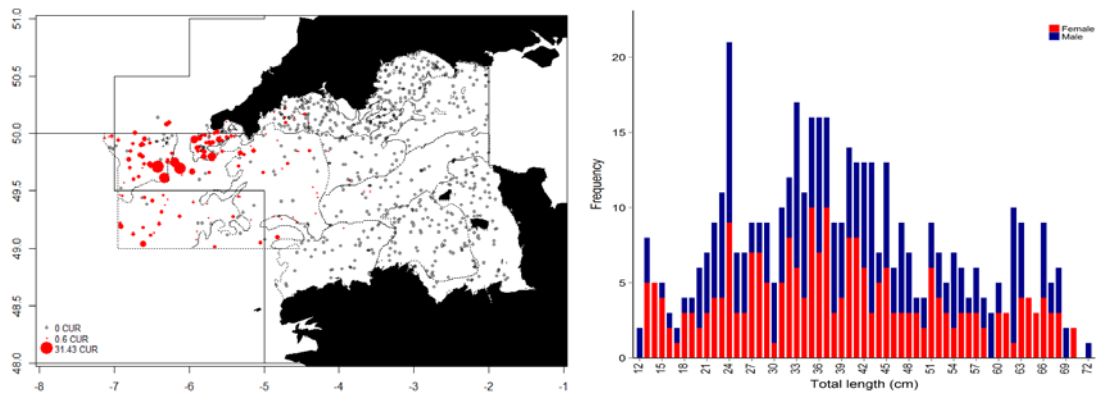 51.0
50.5
50.0
49.5
49.0
48.5
48.0
0 CUR
0.6 CUR
31.43 CUR
-8 -7 -6 -5 -4 -3 -2 -1
Female
Male
Frequency
20
15
10
5
0
12 15 18 21 24 27 30 33 36 39 42 45 48 51 54 57 60 63 66 69 72
Total length (cm)